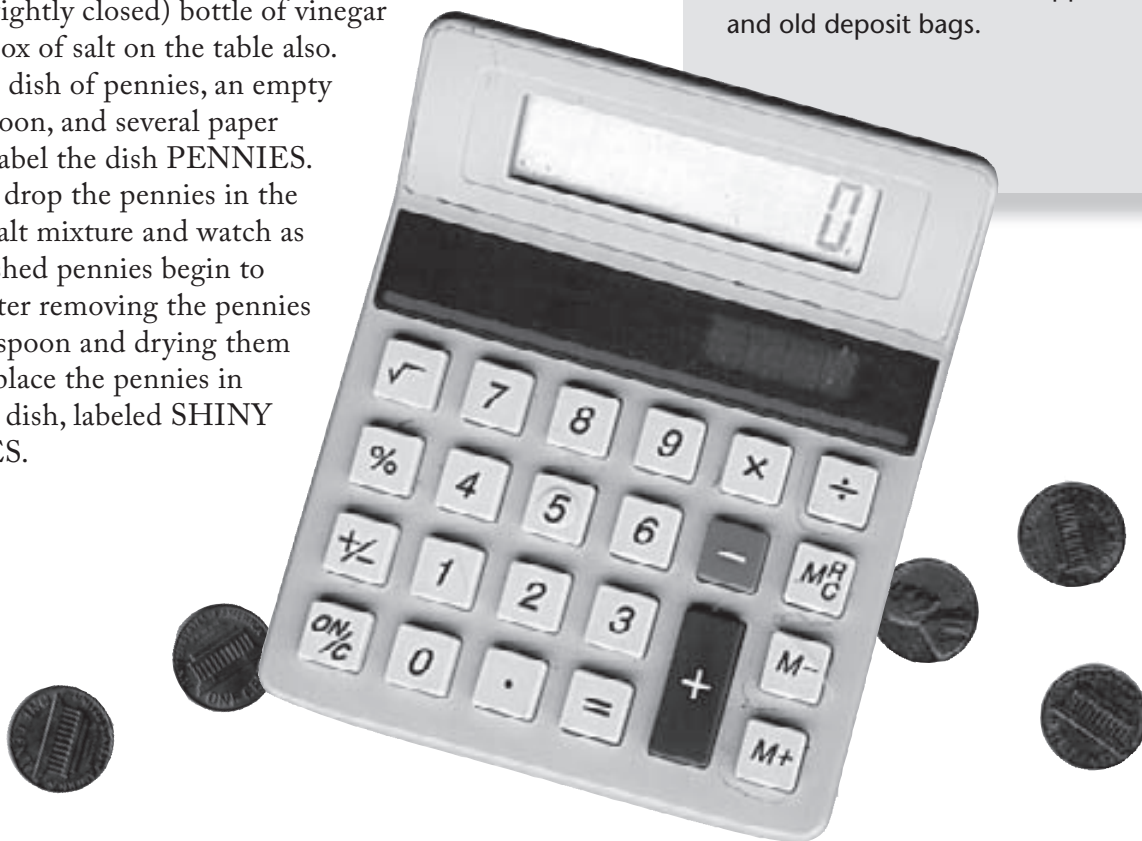 ightly closed) bottle of vinegar
ox of salt on the table also.
dish of pennies, an empty
oon, and several paper
abel the dish PENNIES.
drop the pennies in the
alt mixture and watch as
hed pennies begin to
ter removing the pennies
spoon and drying them
place the pennies in
dish, labeled SHINY
ES.
and old deposit bags.
0.
√ 7 8 9 × ÷
% 4 5 6 − MRC
+/− 1 2 3 + M−
ON/C 0 . = M+